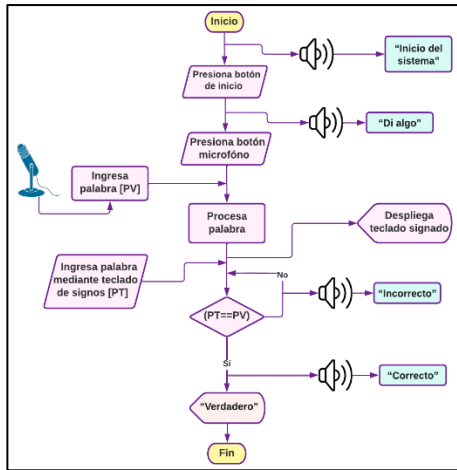 Inicio
“Inicio del
sistema”
Presiona botón
de inicio
“Di algo”
Presiona botón
microfóno
Ingresa
palabra [PV]
Procesa
palabra
Despliega
teclado signado
Ingresa palabra
mediante teclado
de signos [PT]
No
“Incorrecto”
(PT==PV)
Sí
“Correcto”
“Verdadero”
Fin